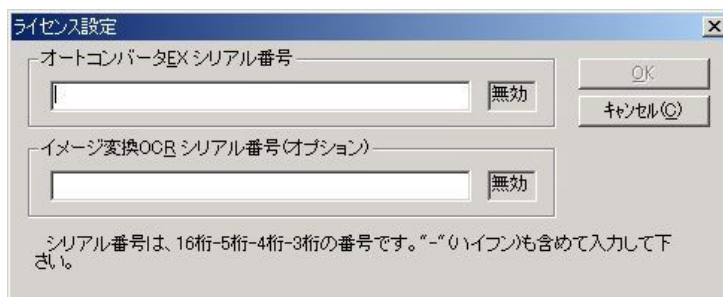 ライセンス設定
オートコンバータEX シリアル番号
無効
OK
キャンセル(C)
イメージ変換OCR シリアル番号(オプション)
無効
シリアル番号は、16桁-5桁-4桁-3桁の番号です。"-"(ハイフン)も含めて入力して下
さい。